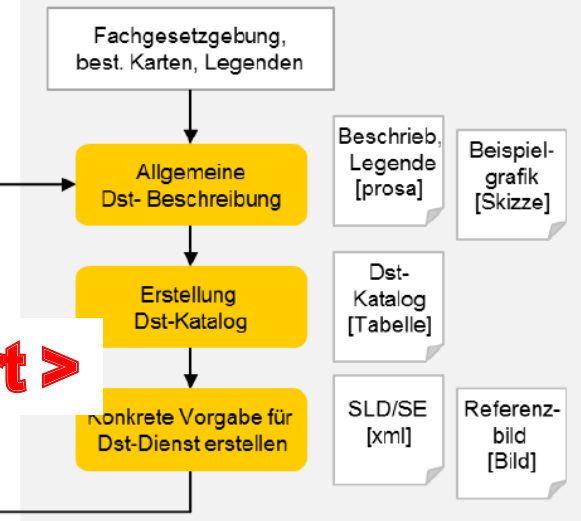 Fachgesetzgebung,
best. Karten, Legenden
Allgemeine
Dst- Beschreibung
Beschrieb,
Legende
[prosa]
Beispiel-
grafik
[Skizze]
Erstellung
Dst-Katalog
Dst-
Katalog
[Tabelle]
t >
Konkrete Vorgabe für
Dst-Dienst erstellen
SLD/SE
[xml]
Referenz-
bild
[Bild]